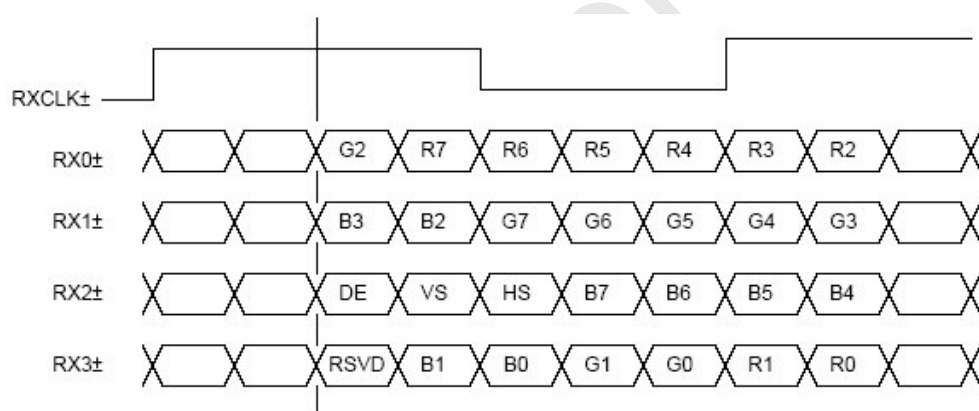 RXCLK±
RX0± G2 R7 R6 R5 R4 R3 R2
RX1± B3 B2 G7 G6 G5 G4 G3
RX2± DE VS HS B7 B6 B5 B4
RX3± RSVD B1 B0 G1 G0 R1 R0